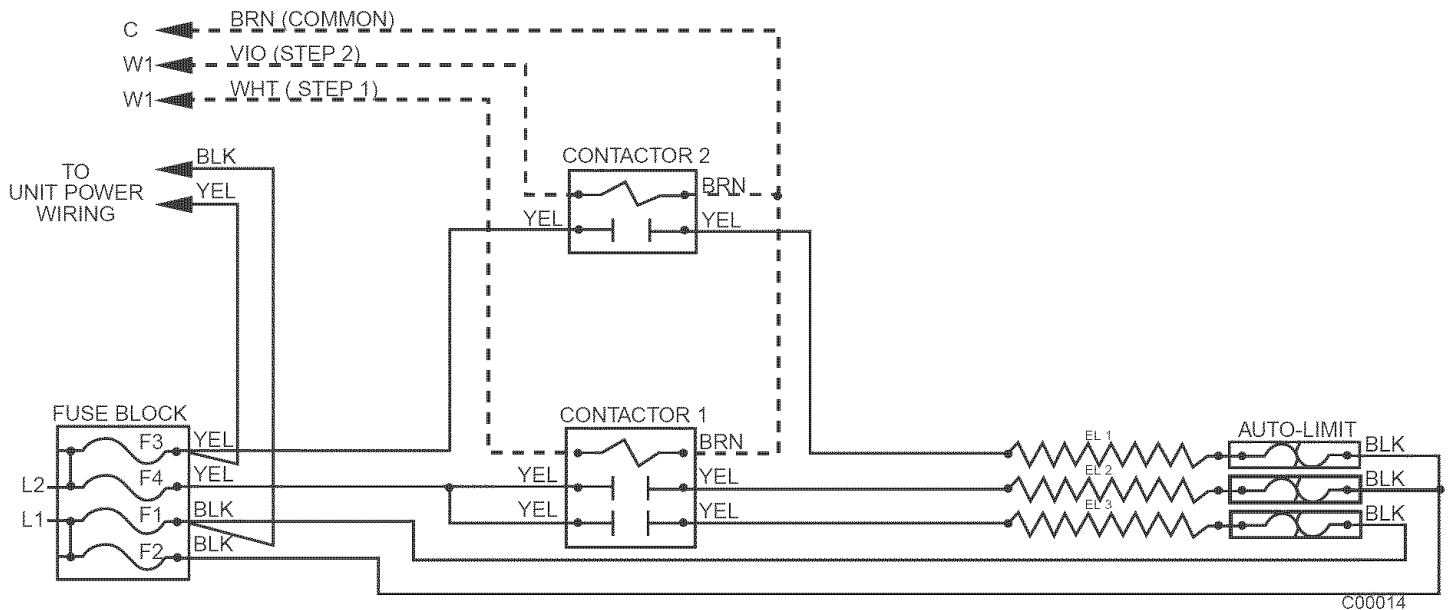 C
BRN (COMMON)
W1
VIO (STEP 2)
W1
WHT ( STEP 1)
TO
UNIT POWER
WIRING
BLK
YEL
CONTACTOR 2
BRN
YEL
YEL
FUSE BLOCK
F3
YEL
L2
F4
YEL
L1
F1
BLK
F2
BLK
CONTACTOR 1
BRN
YEL
YEL
YEL
YEL
EL 1
EL 2
EL 3
AUTO-LIMIT
BLK
BLK
BLK
C00014